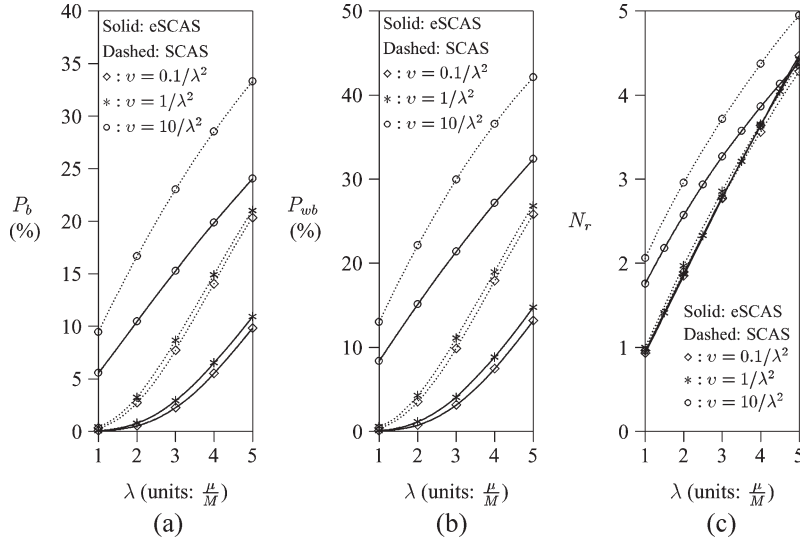 40
35
30
25
20
15
10
5
0
P_b
(%)
Solid: eSCAS
Dashed: SCAS
◇ : υ = 0.1/λ²
* : υ = 1/λ²
○ : υ = 10/λ²
1 2 3 4 5
λ (units: μ/M)
(a)
50
40
30
20
10
0
P_wb
(%)
Solid: eSCAS
Dashed: SCAS
◇ : υ = 0.1/λ²
* : υ = 1/λ²
○ : υ = 10/λ²
1 2 3 4 5
λ (units: μ/M)
(b)
5
4
3
2
1
0
N_r
Solid: eSCAS
Dashed: SCAS
◇ : υ = 0.1/λ²
* : υ = 1/λ²
○ : υ = 10/λ²
1 2 3 4 5
λ (units: μ/M)
(c)